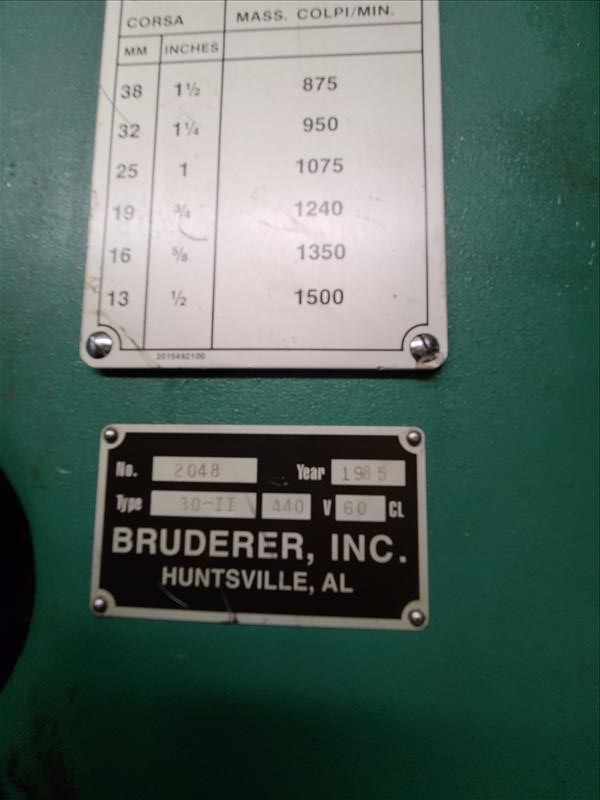 CORSA MASS. COLPI/MIN.
MM INCHES
38 1½ 875
32 1¼ 950
25 1 1075
19 ¾ 1240
16 ⅝ 1350
13 ½ 1500
2015492100
No. 2048 Year 1985
Type 30-II 440 V 60 CL
BRUDERER, INC.
HUNTSVILLE, AL